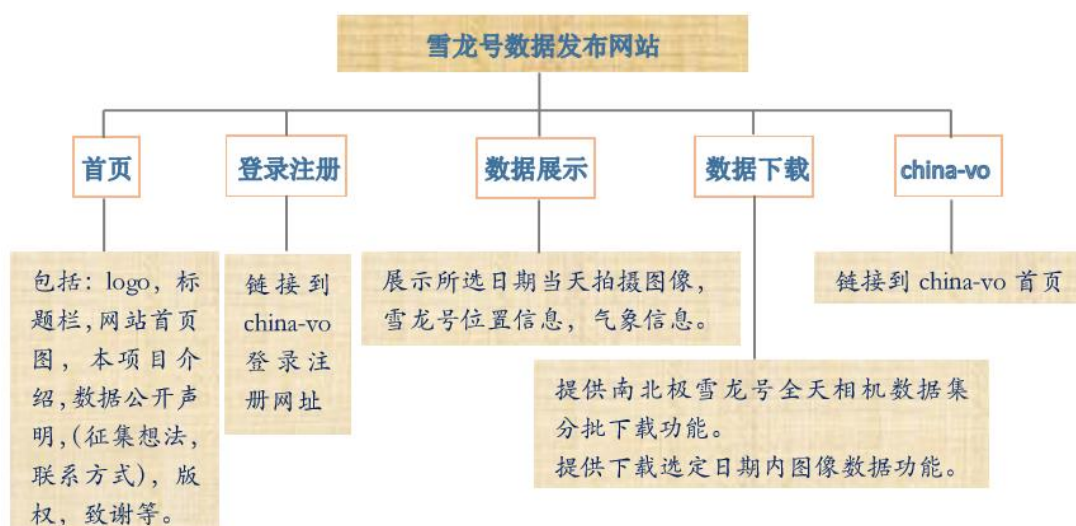 雪龙号数据发布网站
首页
登录注册
数据展示
数据下载
china-vo
包括：logo，标
题栏，网站首页
图，本项目介
绍，数据公开声
明，（征集想法，
联系方式），版
权，致谢等。
链接到
china-vo
登录注
册网址
展示所选日期当天拍摄图像，
雪龙号位置信息，气象信息。
提供南北极雪龙号全天相机数据集
分批下载功能。
提供下载选定日期内图像数据功能。
链接到 china-vo 首页